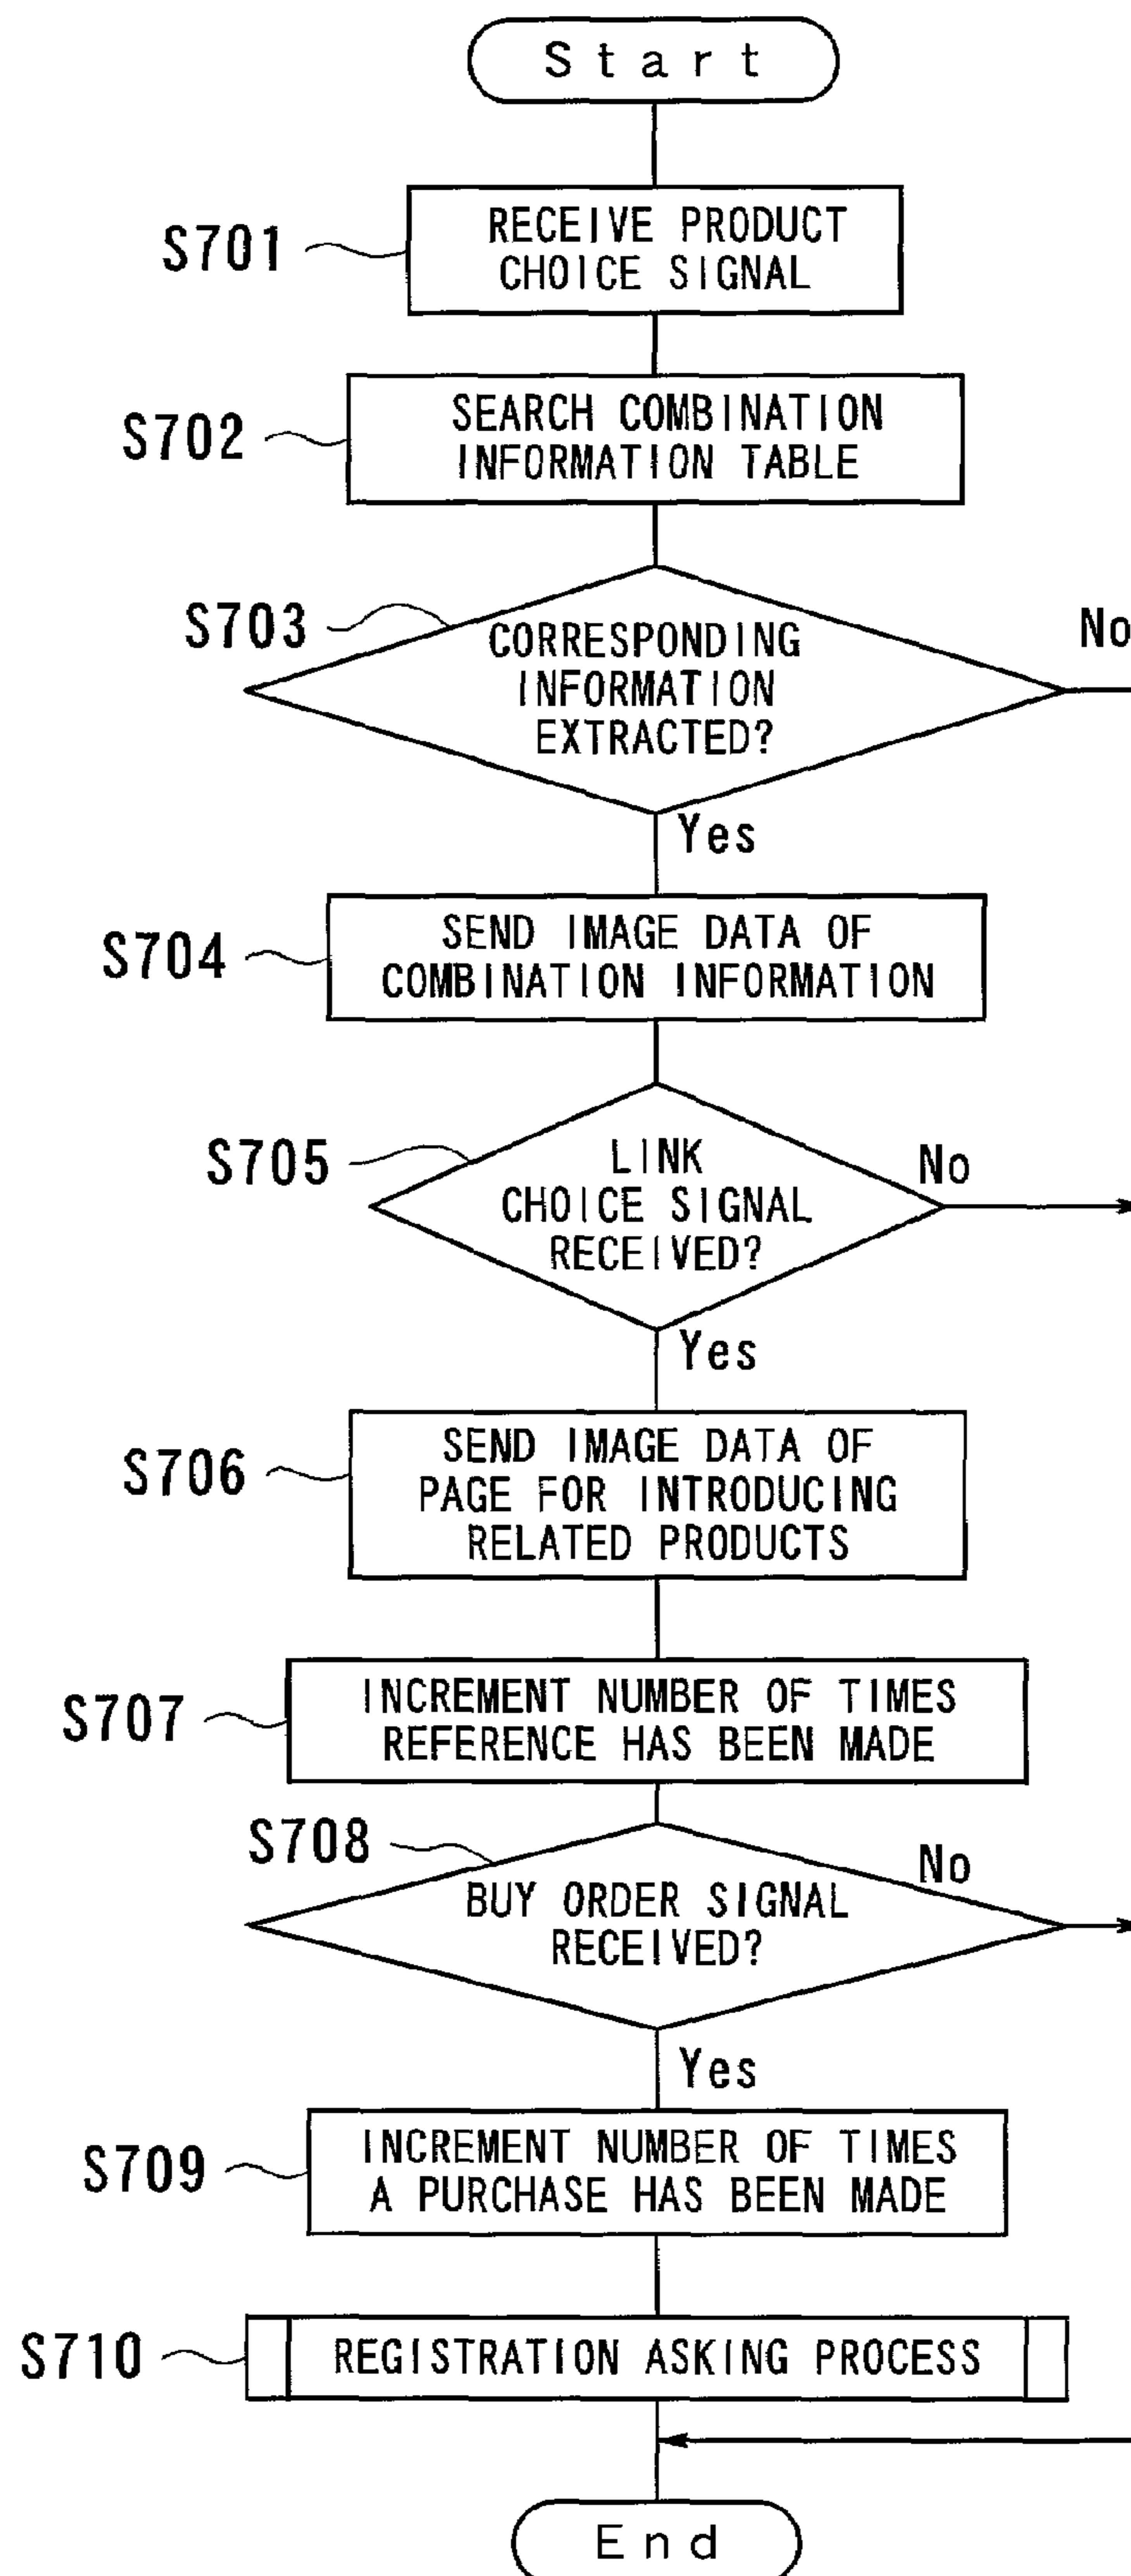 Start
S701
RECEIVE PRODUCT
CHOICE SIGNAL
S702
SEARCH COMBINATION
INFORMATION TABLE
S703
CORRESPONDING
INFORMATION
EXTRACTED?
No
Yes
S704
SEND IMAGE DATA OF
COMBINATION INFORMATION
S705
LINK
CHOICE SIGNAL
RECEIVED?
No
Yes
S706
SEND IMAGE DATA OF
PAGE FOR INTRODUCING
RELATED PRODUCTS
S707
INCREMENT NUMBER OF TIMES
REFERENCE HAS BEEN MADE
S708
BUY ORDER SIGNAL
RECEIVED?
No
Yes
S709
INCREMENT NUMBER OF TIMES
A PURCHASE HAS BEEN MADE
S710
REGISTRATION ASKING PROCESS
End